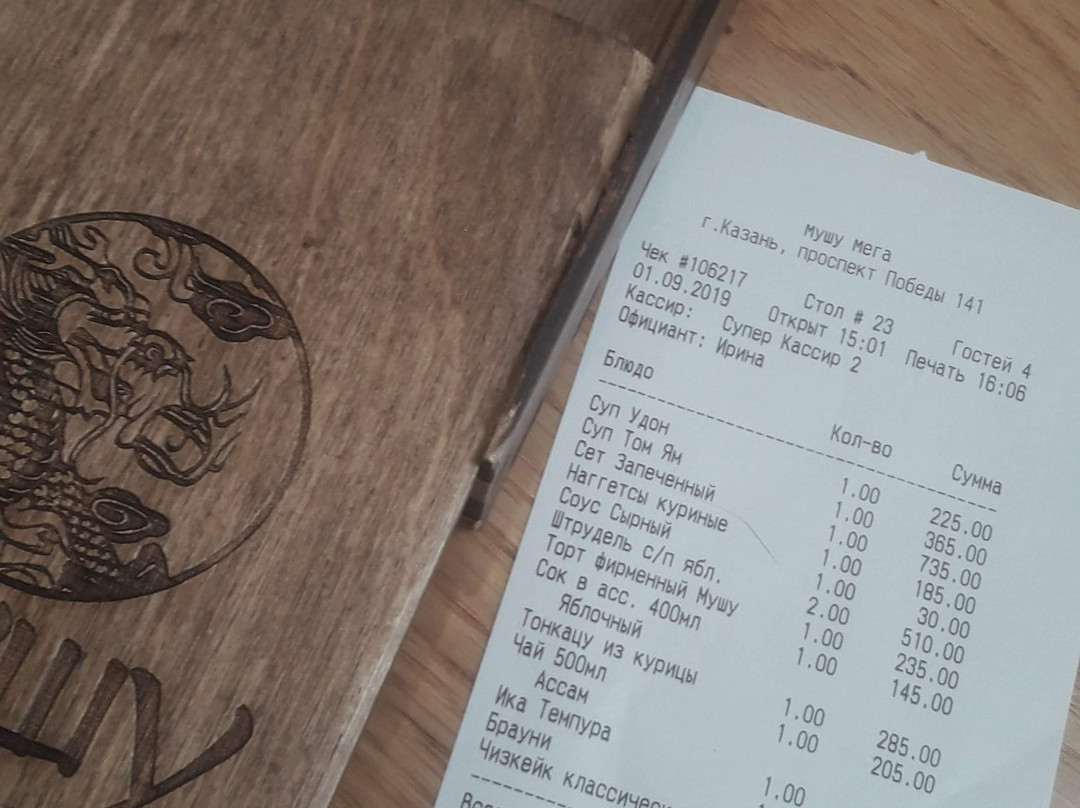 мушу мега
г.Казань, проспект Победы 141
Чек #106217 Стол # 23 Гостей 4
01.09.2019 Открыт 15:01 Печать 16:06
Кассир: Супер Кассир 2
Официант: Ирина
Блюдо Кол-во Сумма
Суп Удон 1.00 225.00
Суп Том Ям 1.00 365.00
Сет Запеченный 1.00 735.00
Наггетсы куриные 1.00 185.00
Соус Сырный 1.00 30.00
Штрудель с/п ябл. 2.00 510.00
Торт фирменный Мушу 1.00 235.00
Сок в асс. 400мл 1.00 145.00
Яблочный
Тонкацу из курицы 1.00 285.00
Чай 500мл 1.00 205.00
Ассам
Ика Темпура 1.00
Брауни
Чизкейк